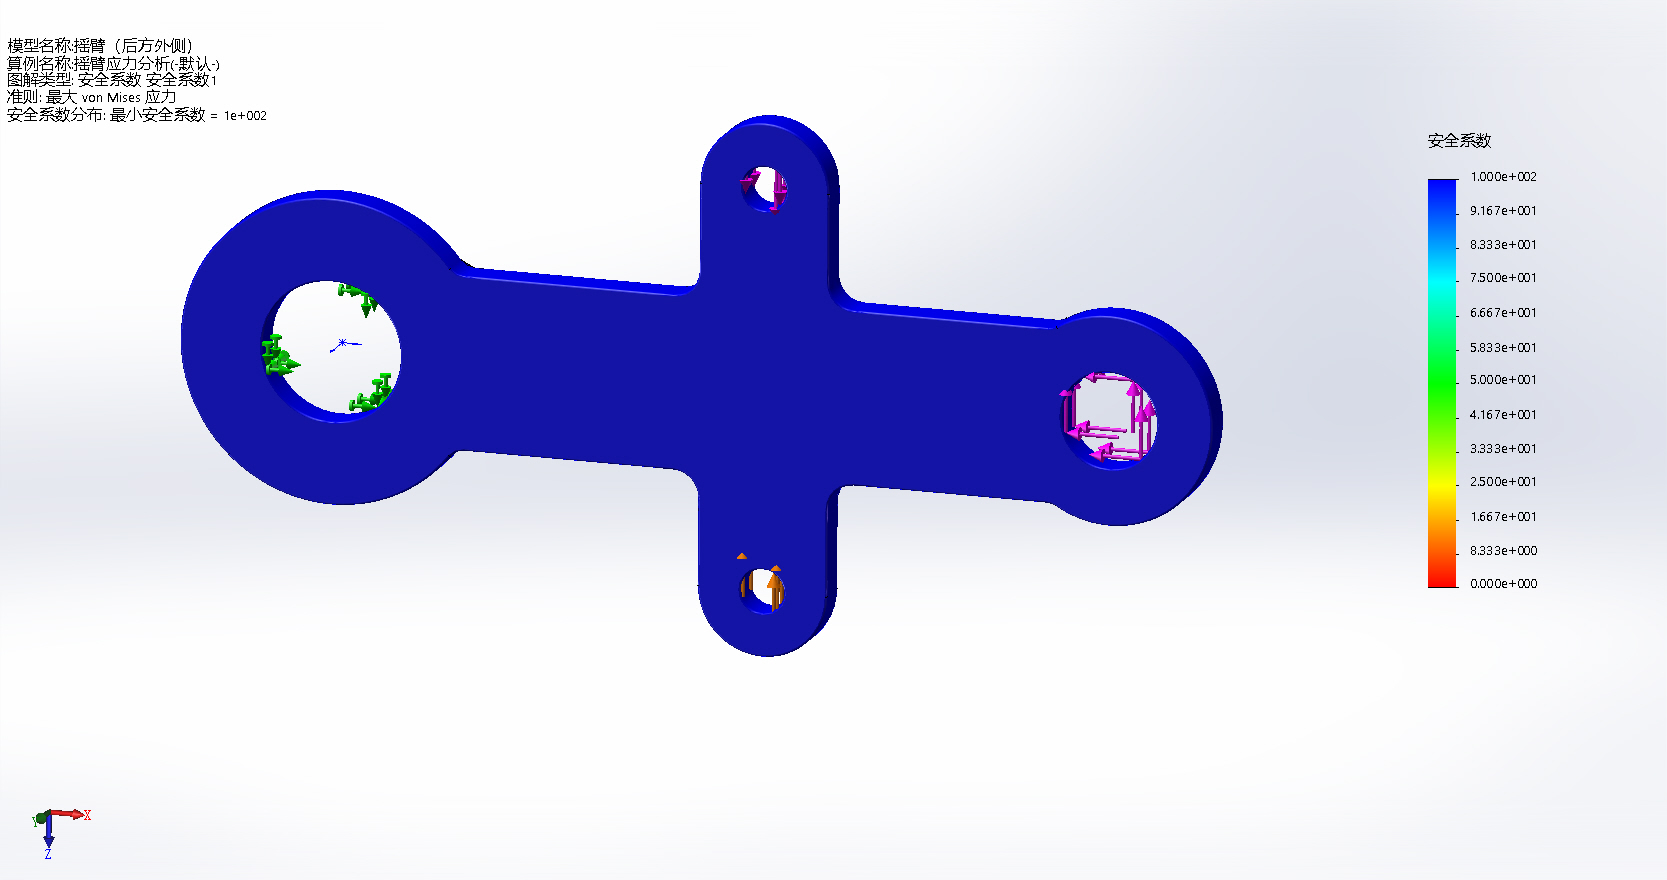 模型名称:摇臂（后方外侧）
算例名称:摇臂应力分析(-默认-)
图解类型: 安全系数 安全系数1
准则: 最大 von Mises 应力
安全系数分布: 最小安全系数 = 1e+002
安全系数
1.000e+002
9.167e+001
8.333e+001
7.500e+001
6.667e+001
5.833e+001
5.000e+001
4.167e+001
3.333e+001
2.500e+001
1.667e+001
8.333e+000
0.000e+000
Y
X
Z